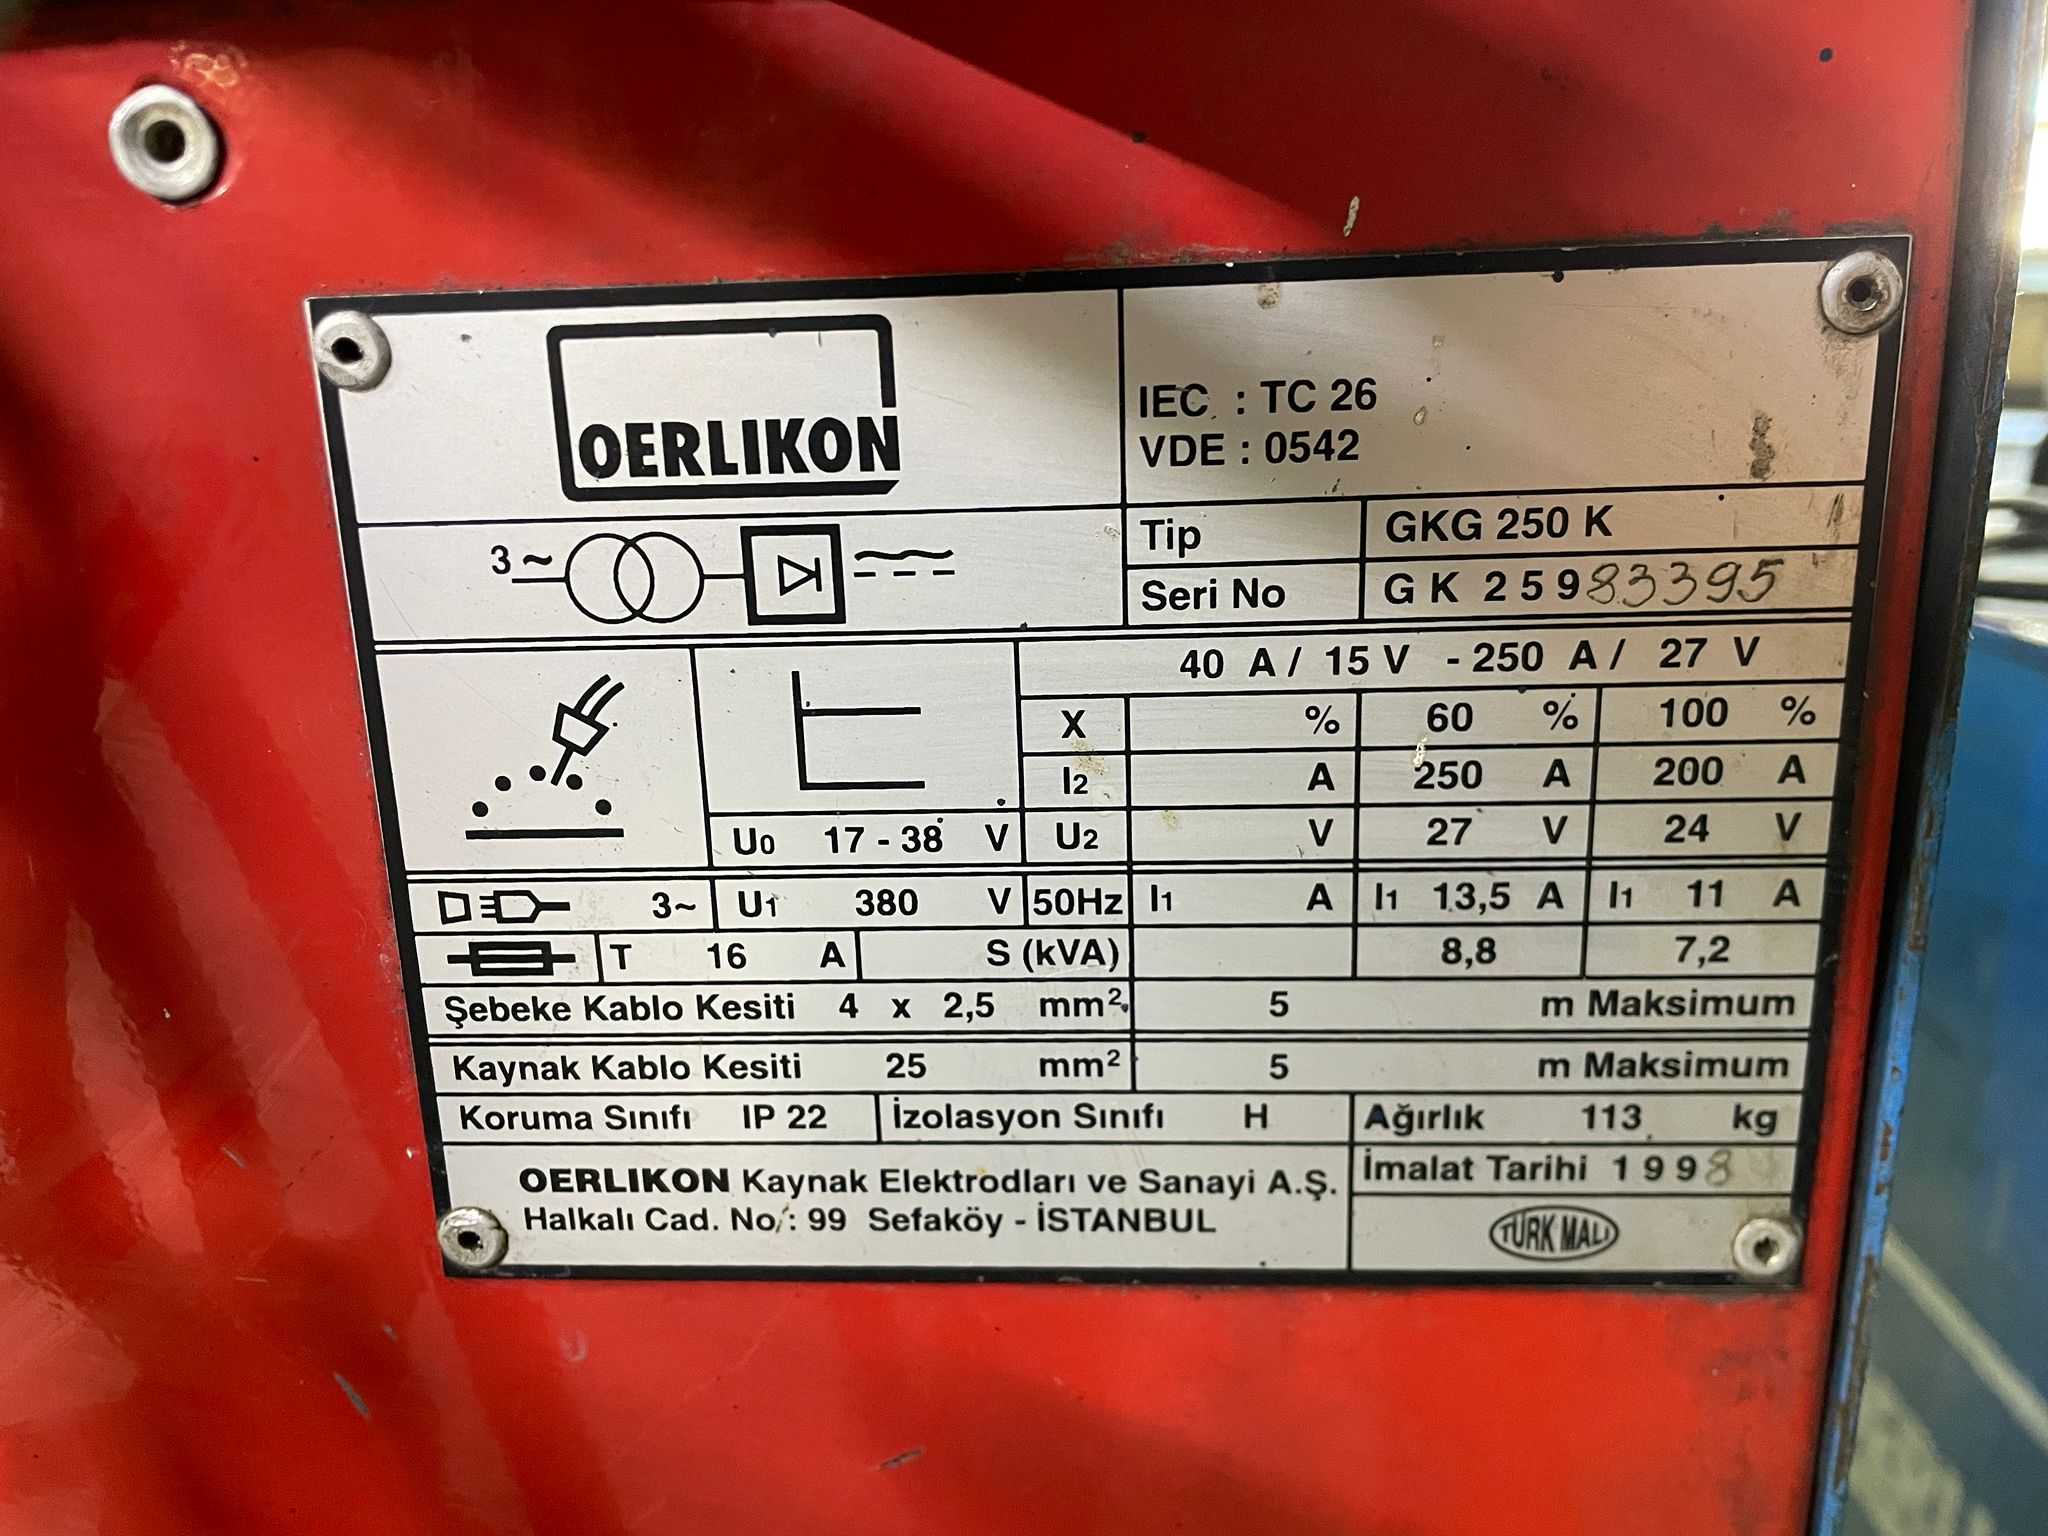 OERLIKON
IEC : TC 26
VDE : 0542
3~
Tip GKG 250 K
Seri No GK 25983395
40 A / 15 V - 250 A / 27 V
X % 60 % 100 %
I2 A 250 A 200 A
U0 17 - 38 V U2 V 27 V 24 V
3~ U1 380 V 50Hz I1 A I1 13,5 A I1 11 A
T 16 A S (kVA) 8,8 7,2
Şebeke Kablo Kesiti 4 x 2,5 mm² 5 m Maksimum
Kaynak Kablo Kesiti 25 mm² 5 m Maksimum
Koruma Sınıfı IP 22 İzolasyon Sınıfı H Ağırlık 113 kg
OERLIKON Kaynak Elektrodları ve Sanayi A.Ş. İmalat Tarihi 1998
Halkalı Cad. No : 99 Sefaköy - İSTANBUL
TÜRK MALI